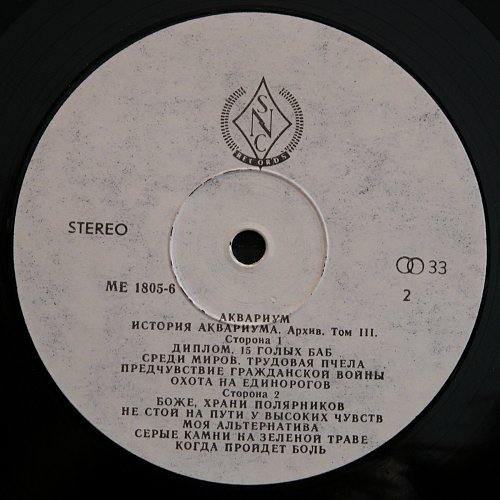 SNC
RECORDS
STEREO
33
ME 1805-6
2
АКВАРИУМ
ИСТОРИЯ АКВАРИУМА. Архив. Том III.
Сторона 1
ДИПЛОМ, 15 ГОЛЫХ БАБ
СРЕДИ МИРОВ, ТРУДОВАЯ ПЧЕЛА
ПРЕДЧУВСТВИЕ ГРАЖДАНСКОЙ ВОЙНЫ
ОХОТА НА ЕДИНОРОГОВ
Сторона 2
БОЖЕ, ХРАНИ ПОЛЯРНИКОВ
НЕ СТОЙ НА ПУТИ У ВЫСОКИХ ЧУВСТВ
МОЯ АЛЬТЕРНАТИВА
СЕРЫЕ КАМНИ НА ЗЕЛЕНОЙ ТРАВЕ
КОГДА ПРОЙДЕТ БОЛЬ